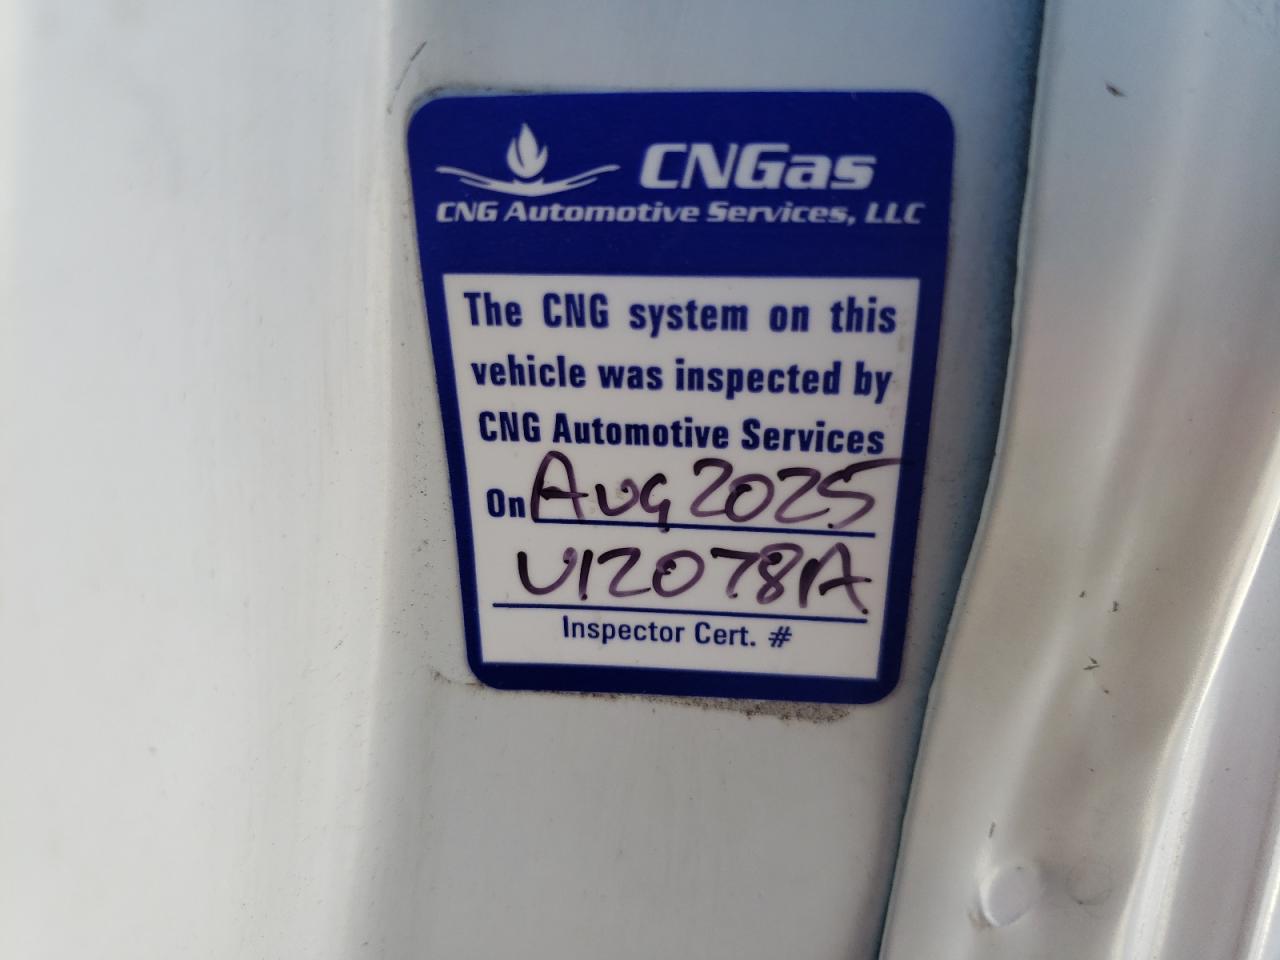 CNGas
CNG Automotive Services, LLC
The CNG system on this
vehicle was inspected by
CNG Automotive Services
On Aug 2025
V12078IA
Inspector Cert. #